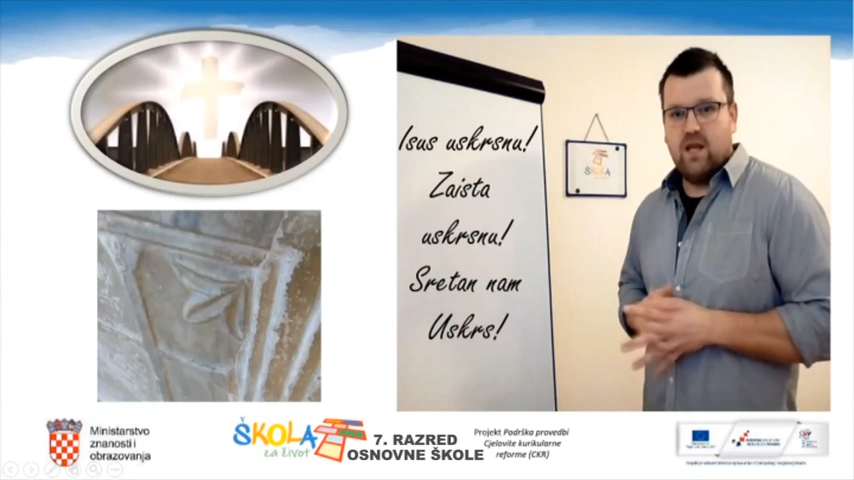 Isus uskrsnu!
Zaista
uskrsnu!
Sretan nam
Uskrs!
ŠKOLA
Ministarstvo
znanosti i
obrazovanja
ŠKOLA
za život
7. RAZRED
OSNOVNE ŠKOLE
Projekt Podrška provedbi
Cjelovite kurikularne
reforme (CKR)